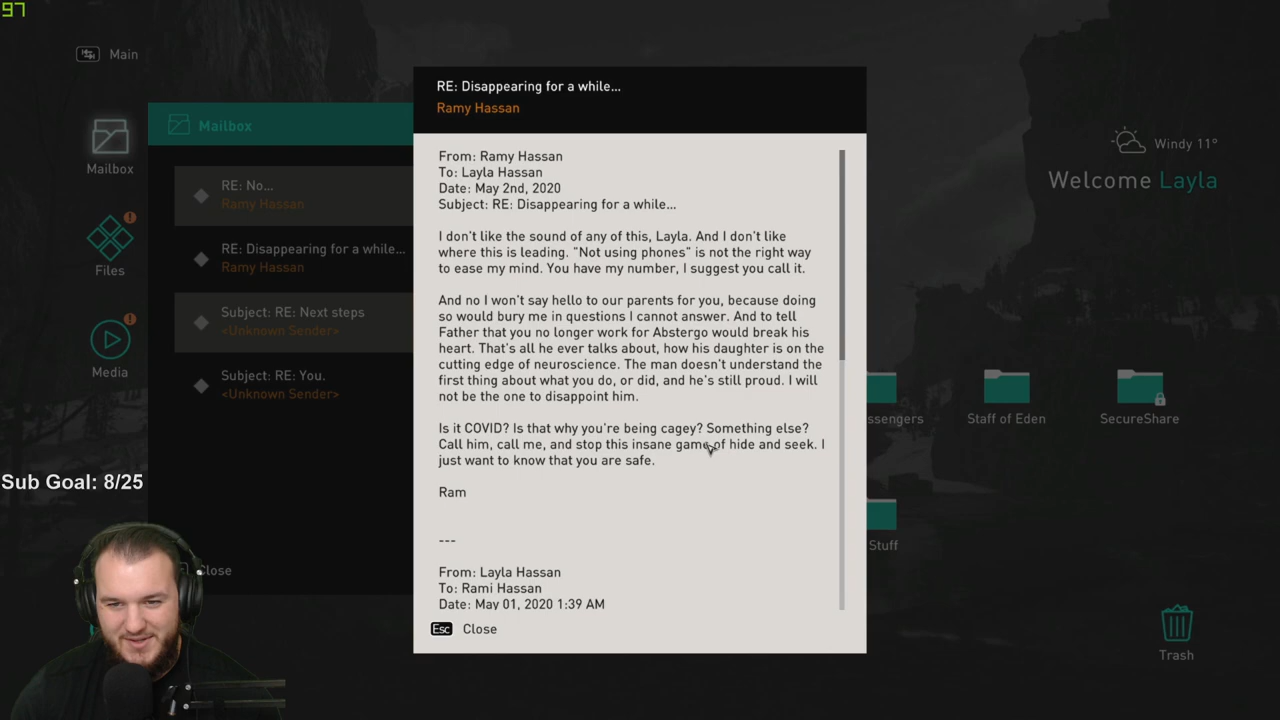 97
Main
Mailbox
Files
Media
Mailbox
RE: No...
Ramy Hassan
RE: Disappearing for a while...
Ramy Hassan
Subject: RE: Next steps
<Unknown Sender>
Subject: RE: You.
<Unknown Sender>
Close
RE: Disappearing for a while...
Ramy Hassan
From: Ramy Hassan
To: Layla Hassan
Date: May 2nd, 2020
Subject: RE: Disappearing for a while...
I don't like the sound of any of this, Layla. And I don't like
where this is leading. "Not using phones" is not the right way
to ease my mind. You have my number, I suggest you call it.
And no I won't say hello to our parents for you, because doing
so would bury me in questions I cannot answer. And to tell
Father that you no longer work for Abstergo would break his
heart. That's all he ever talks about, how his daughter is on the
cutting edge of neuroscience. The man doesn't understand the
first thing about what you do, or did, and he's still proud. I will
not be the one to disappoint him.
Is it COVID? Is that why you're being cagey? Something else?
Call him, call me, and stop this insane game of hide and seek. I
just want to know that you are safe.
Ram
---
From: Layla Hassan
To: Rami Hassan
Date: May 01, 2020 1:39 AM
Esc Close
Windy 11°
Welcome Layla
ssengers
Staff of Eden
SecureShare
Stuff
Trash
Sub Goal: 8/25